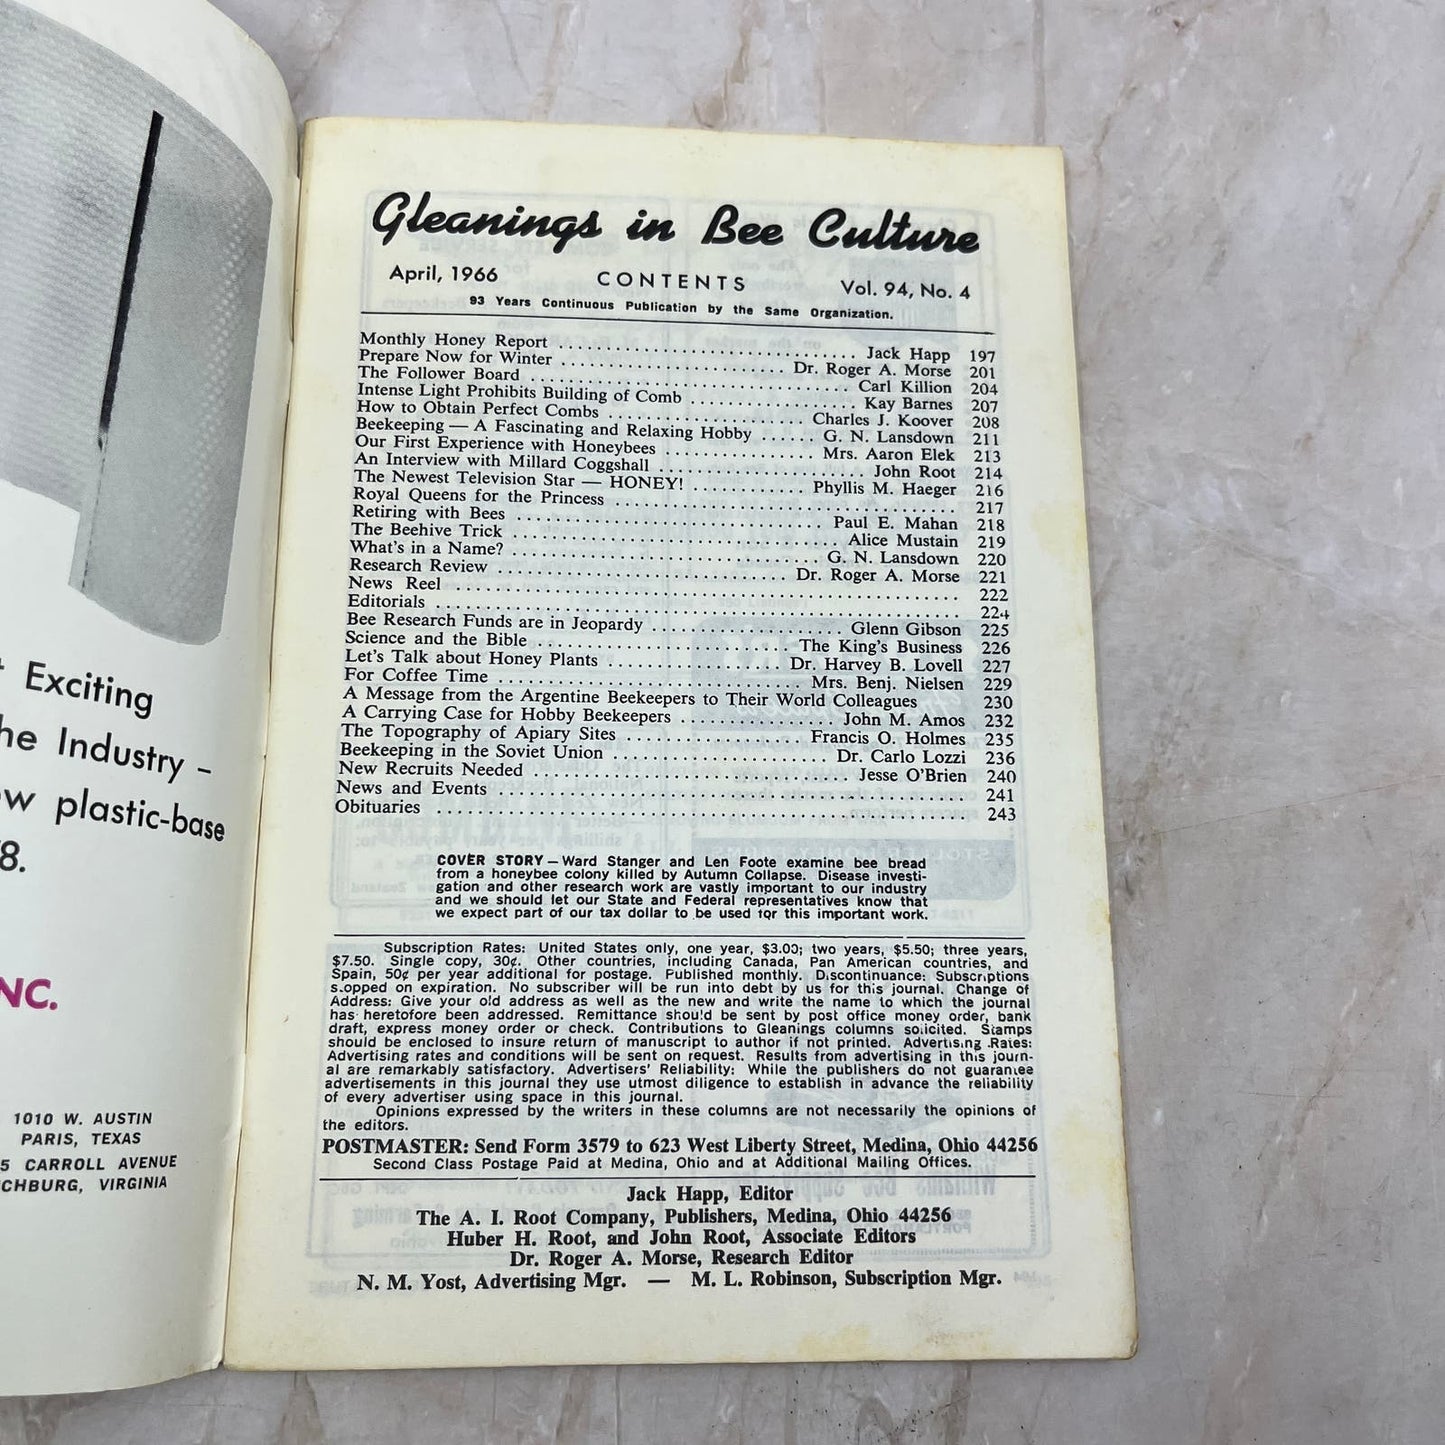 t Exciting
he Industry –
ew plastic-base
/8.
NC.
1010 W. AUSTIN
PARIS, TEXAS
5 CARROLL AVENUE
CHBURG, VIRGINIA
Gleanings in Bee Culture
April, 1966 CONTENTS Vol. 94, No. 4
93 Years Continuous Publication by the Same Organization.
Monthly Honey Report .......... Jack Happ 197
Prepare Now for Winter .......... Dr. Roger A. Morse 201
The Follower Board .......... Carl Killion 204
Intense Light Prohibits Building of Comb .......... Kay Barnes 207
How to Obtain Perfect Combs .......... Charles J. Koover 208
Beekeeping — A Fascinating and Relaxing Hobby ...... G. N. Lansdown 211
Our First Experience with Honeybees .......... Mrs. Aaron Elek 213
An Interview with Millard Coggshall .......... John Root 214
The Newest Television Star — HONEY! .......... Phyllis M. Haeger 216
Royal Queens for the Princess .......... 217
Retiring with Bees .......... Paul E. Mahan 218
The Beehive Trick .......... Alice Mustain 219
What's in a Name? .......... G. N. Lansdown 220
Research Review .......... Dr. Roger A. Morse 221
News Reel .......... 222
Editorials .......... 224
Bee Research Funds are in Jeopardy .......... Glenn Gibson 225
Science and the Bible .......... The King's Business 226
Let's Talk about Honey Plants .......... Dr. Harvey B. Lovell 227
For Coffee Time .......... Mrs. Benj. Nielsen 229
A Message from the Argentine Beekeepers to Their World Colleagues 230
A Carrying Case for Hobby Beekeepers .......... John M. Amos 232
The Topography of Apiary Sites .......... Francis O. Holmes 235
Beekeeping in the Soviet Union .......... Dr. Carlo Lozzi 236
New Recruits Needed .......... Jesse O'Brien 240
News and Events .......... 241
Obituaries .......... 243
COVER STORY — Ward Stanger and Len Foote examine bee bread
from a honeybee colony killed by Autumn Collapse. Disease investi-
gation and other research work are vastly important to our industry
and we should let our State and Federal representatives know that
we expect part of our tax dollar to be used for this important work.
Subscription Rates: United States only, one year, $3.00; two years, $5.50; three years,
$7.50. Single copy, 30¢. Other countries, including Canada, Pan American countries, and
Spain, 50¢ per year additional for postage. Published monthly. Discontinuance: Subscriptions
stopped on expiration. No subscriber will be run into debt by us for this journal. Change of
Address: Give your old address as well as the new and write the name to which the journal
has heretofore been addressed. Remittance should be sent by post office money order, bank
draft, express money order or check. Contributions to Gleanings columns solicited. Stamps
should be enclosed to insure return of manuscript to author if not printed. Advertising Rates:
Advertising rates and conditions will be sent on request. Results from advertising in this journ-
al are remarkably satisfactory. Advertisers' Reliability: While the publishers do not guarantee
advertisements in this journal they use utmost diligence to establish in advance the reliability
of every advertiser using space in this journal.
Opinions expressed by the writers in these columns are not necessarily the opinions of
the editors.
POSTMASTER: Send Form 3579 to 623 West Liberty Street, Medina, Ohio 44256
Second Class Postage Paid at Medina, Ohio and at Additional Mailing Offices.
Jack Happ, Editor
The A. I. Root Company, Publishers, Medina, Ohio 44256
Huber H. Root, and John Root, Associate Editors
Dr. Roger A. Morse, Research Editor
N. M. Yost, Advertising Mgr. — M. L. Robinson, Subscription Mgr.